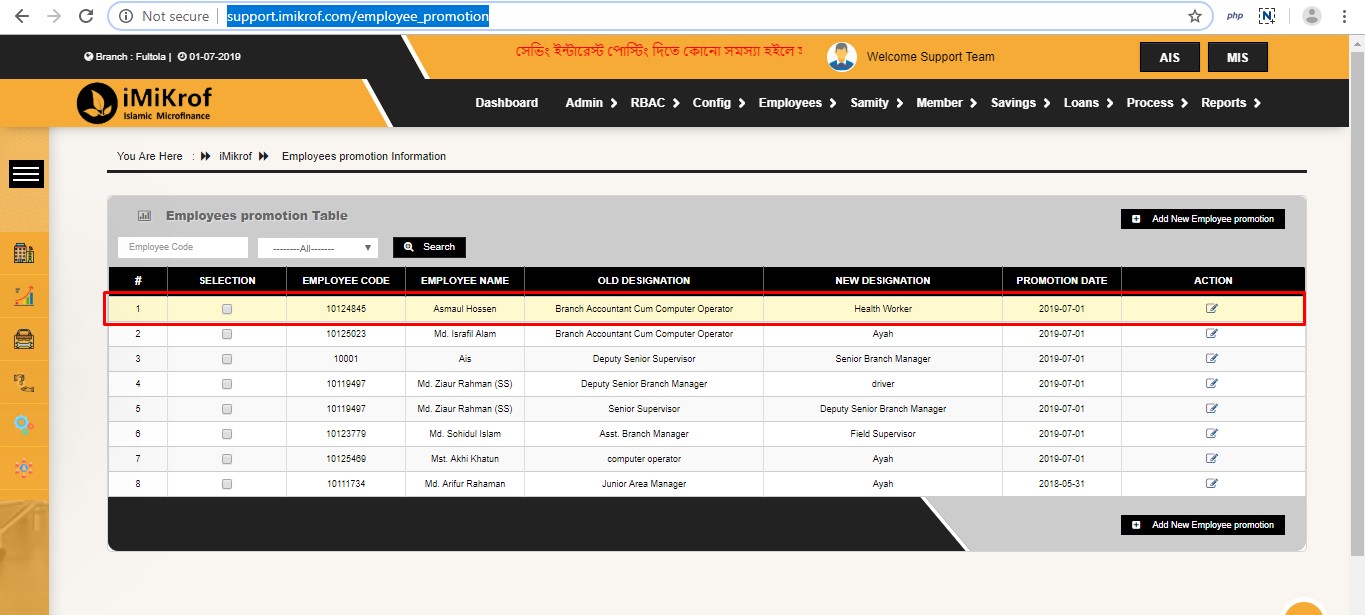 Not secure | support.imikrof.com/employee_promotion
php
N
Branch : Fultola | 01-07-2019
সেভিং ইন্টারেস্ট পোস্টিং দিতে কোনো সমস্যা হইলে
Welcome Support Team
AIS
MIS
iMiKrof
Islamic Microfinance
Dashboard Admin RBAC Config Employees Samity Member Savings Loans Process Reports
You Are Here : iMikrof Employees promotion Information
Employees promotion Table
Add New Employee promotion
Employee Code
--------All-------
Search
# SELECTION EMPLOYEE CODE EMPLOYEE NAME OLD DESIGNATION NEW DESIGNATION PROMOTION DATE ACTION
1 10124845 Asmaul Hossen Branch Accountant Cum Computer Operator Health Worker 2019-07-01
2 10125023 Md. Israfil Alam Branch Accountant Cum Computer Operator Ayah 2019-07-01
3 10001 Ais Deputy Senior Supervisor Senior Branch Manager 2019-07-01
4 10119497 Md. Ziaur Rahman (SS) Deputy Senior Branch Manager driver 2019-07-01
5 10119497 Md. Ziaur Rahman (SS) Senior Supervisor Deputy Senior Branch Manager 2019-07-01
6 10123779 Md. Sohidul Islam Asst. Branch Manager Field Supervisor 2019-07-01
7 10125469 Mst. Akhi Khatun computer operator Ayah 2019-07-01
8 10111734 Md. Arifur Rahaman Junior Area Manager Ayah 2018-05-31
Add New Employee promotion